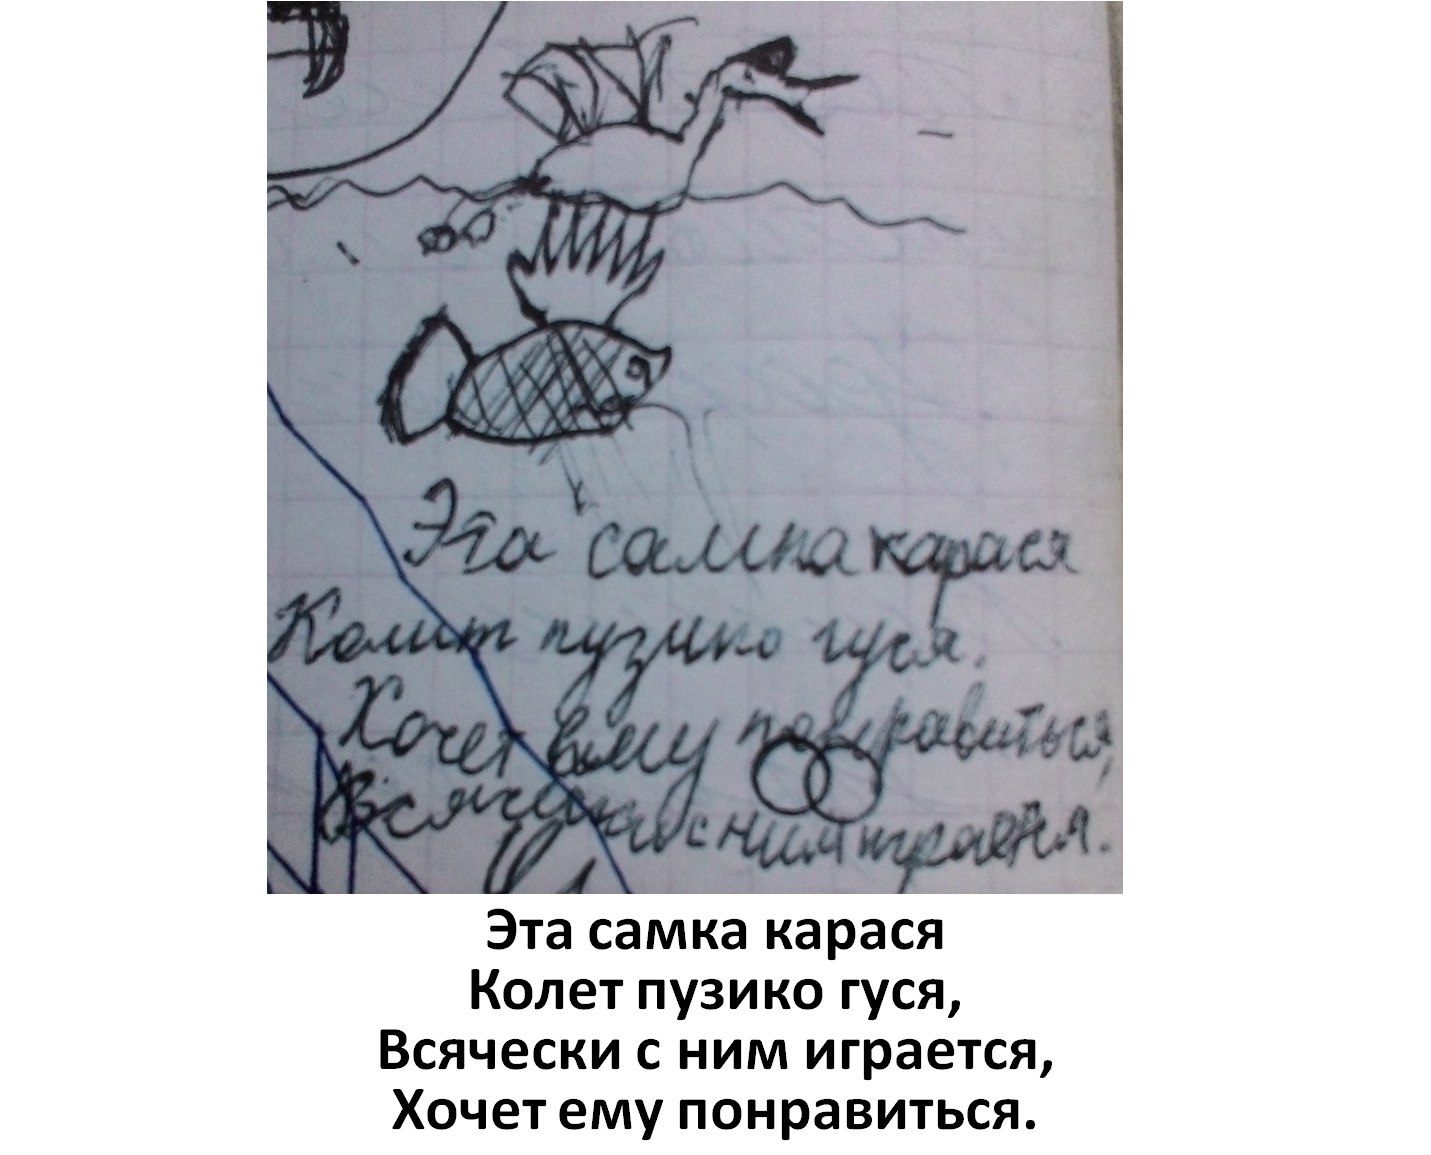 Эта самка карася
Колит пузико гуся.
Хочет ему понравиться,
Всячески с ним играется.
Эта самка карася
Колет пузико гуся,
Всячески с ним играется,
Хочет ему понравиться.